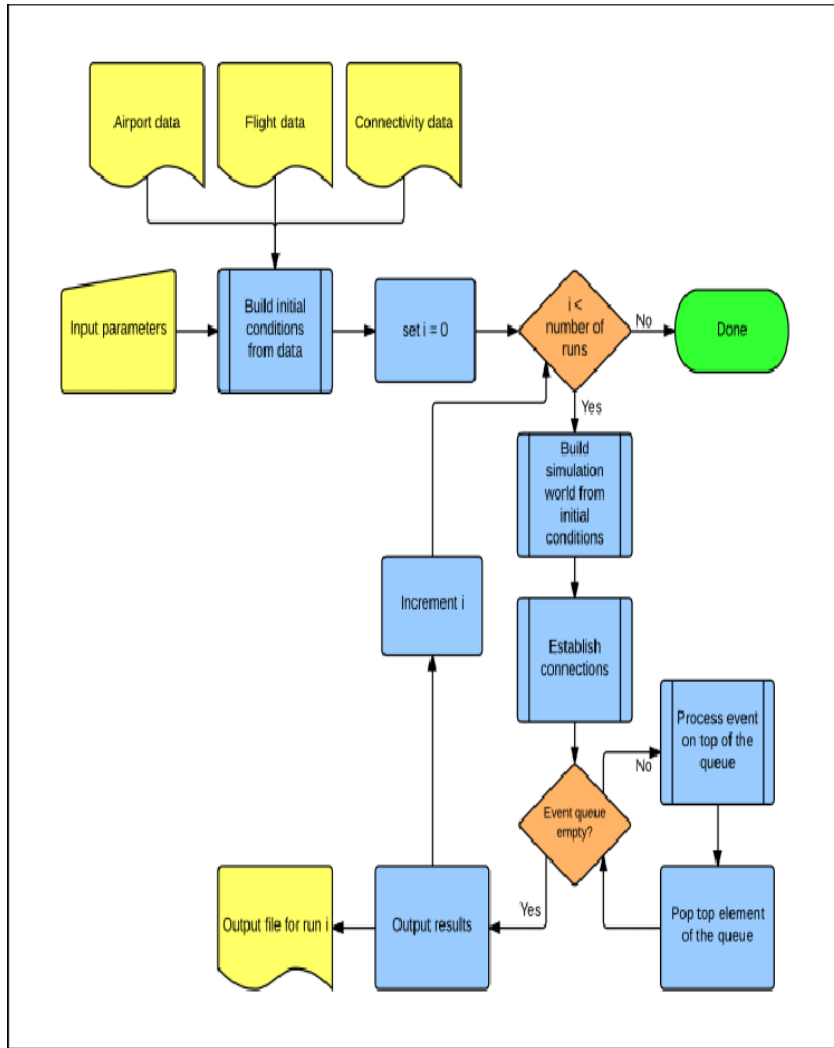 Airport data
Flight data
Connectivity data
Input parameters
Build initial
conditions
from data
set i = 0
i <
number of
runs
No
Done
Yes
Build
simulation
world from
initial
conditions
Increment i
Establish
connections
Process event
on top of the
queue
No
Event queue
empty?
Yes
Output file for run i
Output results
Pop top element
of the queue